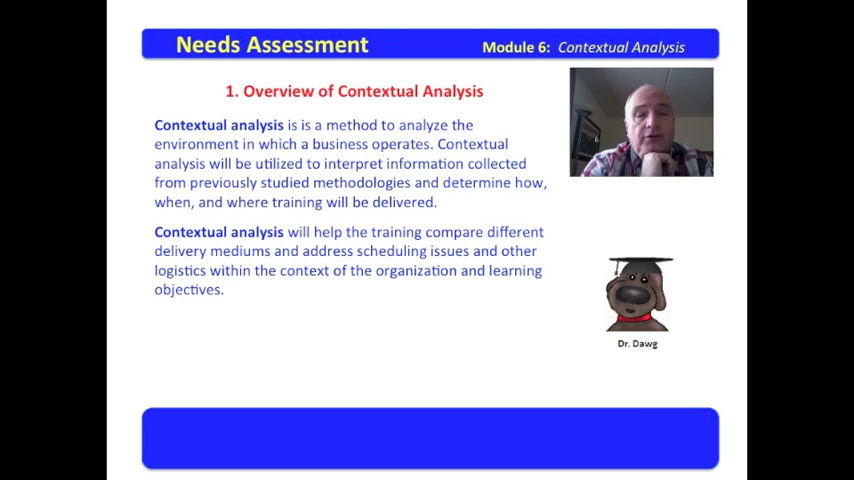 Needs Assessment
Module 6: Contextual Analysis
1. Overview of Contextual Analysis
Contextual analysis is is a method to analyze the
environment in which a business operates. Contextual
analysis will be utilized to interpret information collected
from previously studied methodologies and determine how,
when, and where training will be delivered.
Contextual analysis will help the training compare different
delivery mediums and address scheduling issues and other
logistics within the context of the organization and learning
objectives.
Dr. Dawg